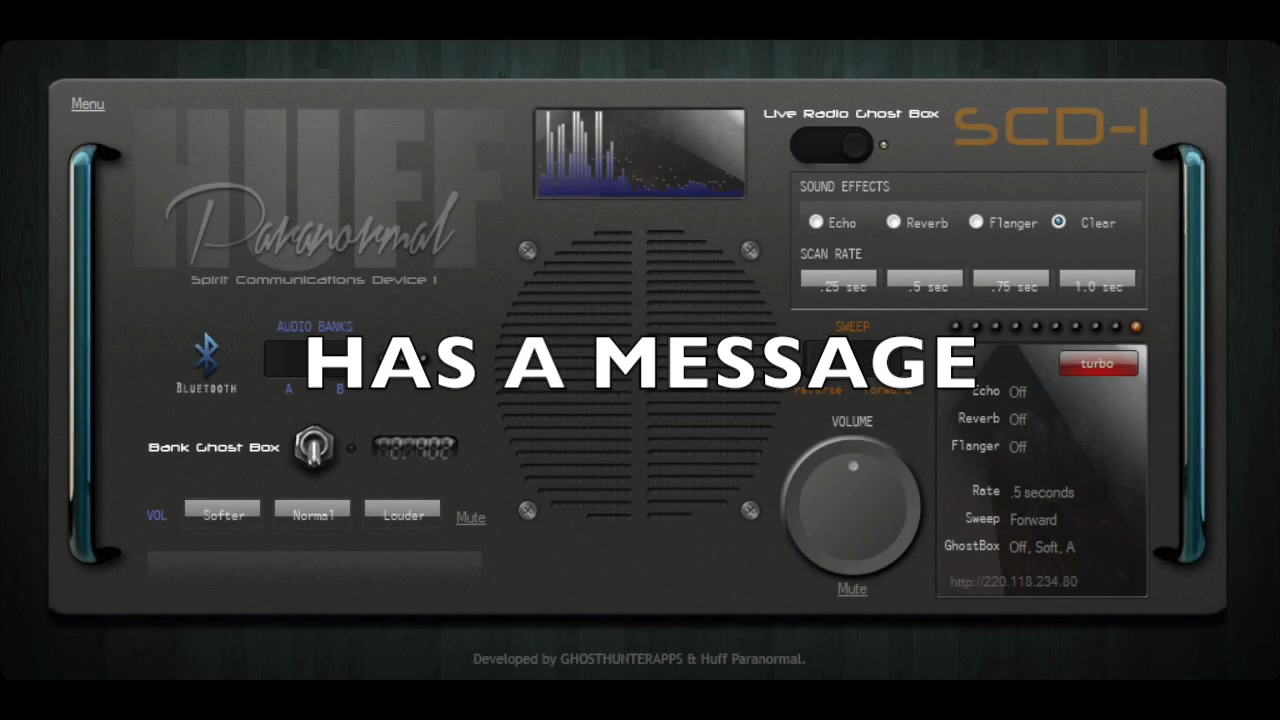 Menu
HUFF
Paranormal
Spirit Communications Device 1
Live Radio Ghost Box
SCD-1
SOUND EFFECTS
Echo
Reverb
Flanger
Clear
SCAN RATE
.25 sec
.5 sec
.75 sec
1.0 sec
AUDIO BANKS
BLUETOOTH
A
B
HAS A MESSAGE
SWEEP
reverse forward
turbo
Echo Off
Reverb Off
Flanger Off
Rate .5 seconds
Sweep Forward
GhostBox Off, Soft, A
http://220.118.234.80
Bank Ghost Box
VOL
Softer
Normal
Louder
Mute
VOLUME
Mute
Developed by GHOSTHUNTERAPPS & Huff Paranormal.